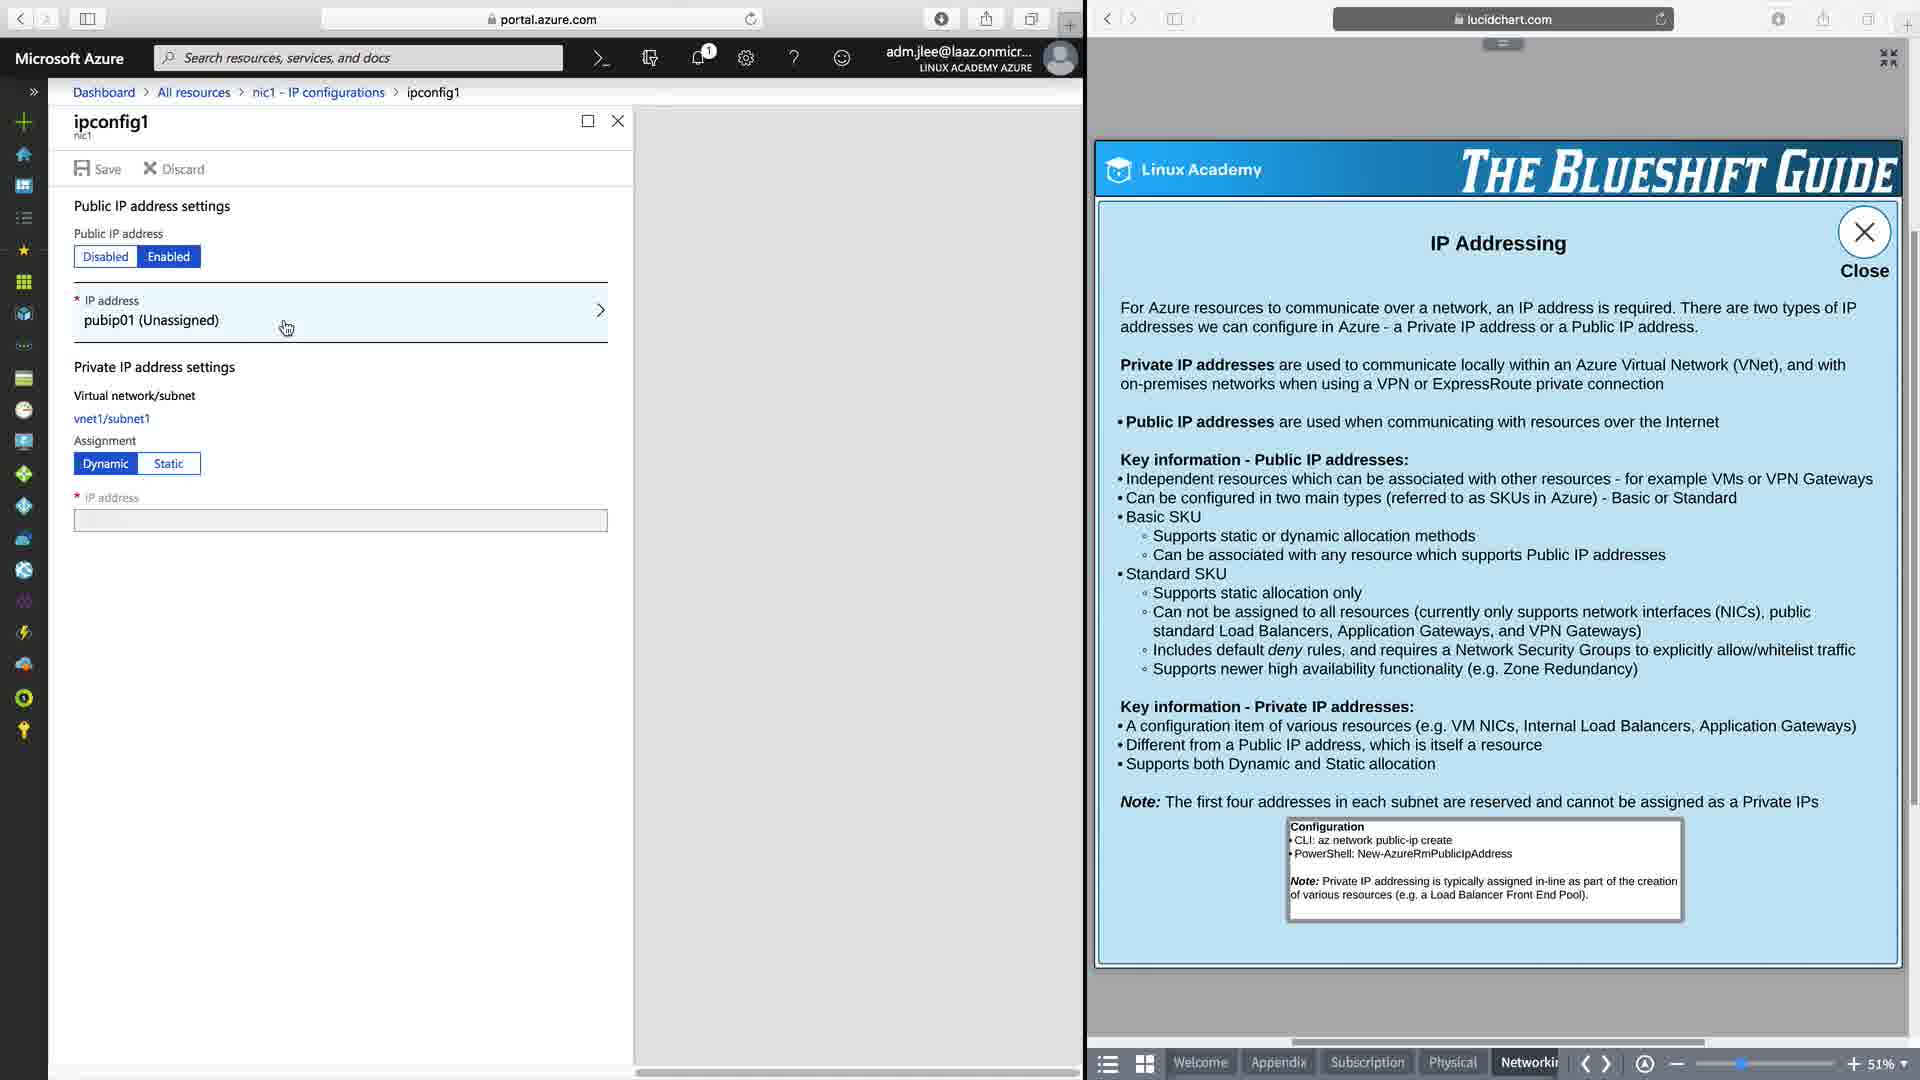 portal.azure.com
lucidchart.com
Microsoft Azure
Search resources, services, and docs
1
adm.jlee@laaz.onmicr...
LINUX ACADEMY AZURE
Dashboard > All resources > nic1 - IP configurations > ipconfig1
ipconfig1
nic1
Save
Discard
Public IP address settings
Public IP address
Disabled
Enabled
* IP address
pubip01 (Unassigned)
Private IP address settings
Virtual network/subnet
vnet1/subnet1
Assignment
Dynamic
Static
* IP address
Linux Academy
THE BLUESHIFT GUIDE
IP Addressing
Close
For Azure resources to communicate over a network, an IP address is required. There are two types of IP
addresses we can configure in Azure - a Private IP address or a Public IP address.
Private IP addresses are used to communicate locally within an Azure Virtual Network (VNet), and with
on-premises networks when using a VPN or ExpressRoute private connection
• Public IP addresses are used when communicating with resources over the Internet
Key information - Public IP addresses:
• Independent resources which can be associated with other resources - for example VMs or VPN Gateways
• Can be configured in two main types (referred to as SKUs in Azure) - Basic or Standard
• Basic SKU
◦ Supports static or dynamic allocation methods
◦ Can be associated with any resource which supports Public IP addresses
• Standard SKU
◦ Supports static allocation only
◦ Can not be assigned to all resources (currently only supports network interfaces (NICs), public
standard Load Balancers, Application Gateways, and VPN Gateways)
◦ Includes default deny rules, and requires a Network Security Groups to explicitly allow/whitelist traffic
◦ Supports newer high availability functionality (e.g. Zone Redundancy)
Key information - Private IP addresses:
• A configuration item of various resources (e.g. VM NICs, Internal Load Balancers, Application Gateways)
• Different from a Public IP address, which is itself a resource
• Supports both Dynamic and Static allocation
Note: The first four addresses in each subnet are reserved and cannot be assigned as a Private IPs
Configuration
• CLI: az network public-ip create
• PowerShell: New-AzureRmPublicIpAddress
Note: Private IP addressing is typically assigned in-line as part of the creation
of various resources (e.g. a Load Balancer Front End Pool).
Welcome
Appendix
Subscription
Physical
Networkin
51%